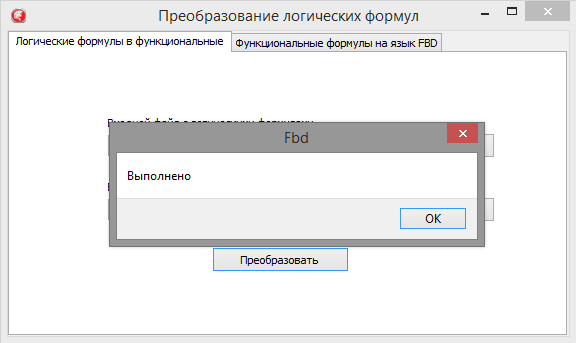 Преобразование логических формул
Логические формулы в функциональные
Функциональные формулы на язык FBD
Fbd
Выполнено
OK
Преобразовать